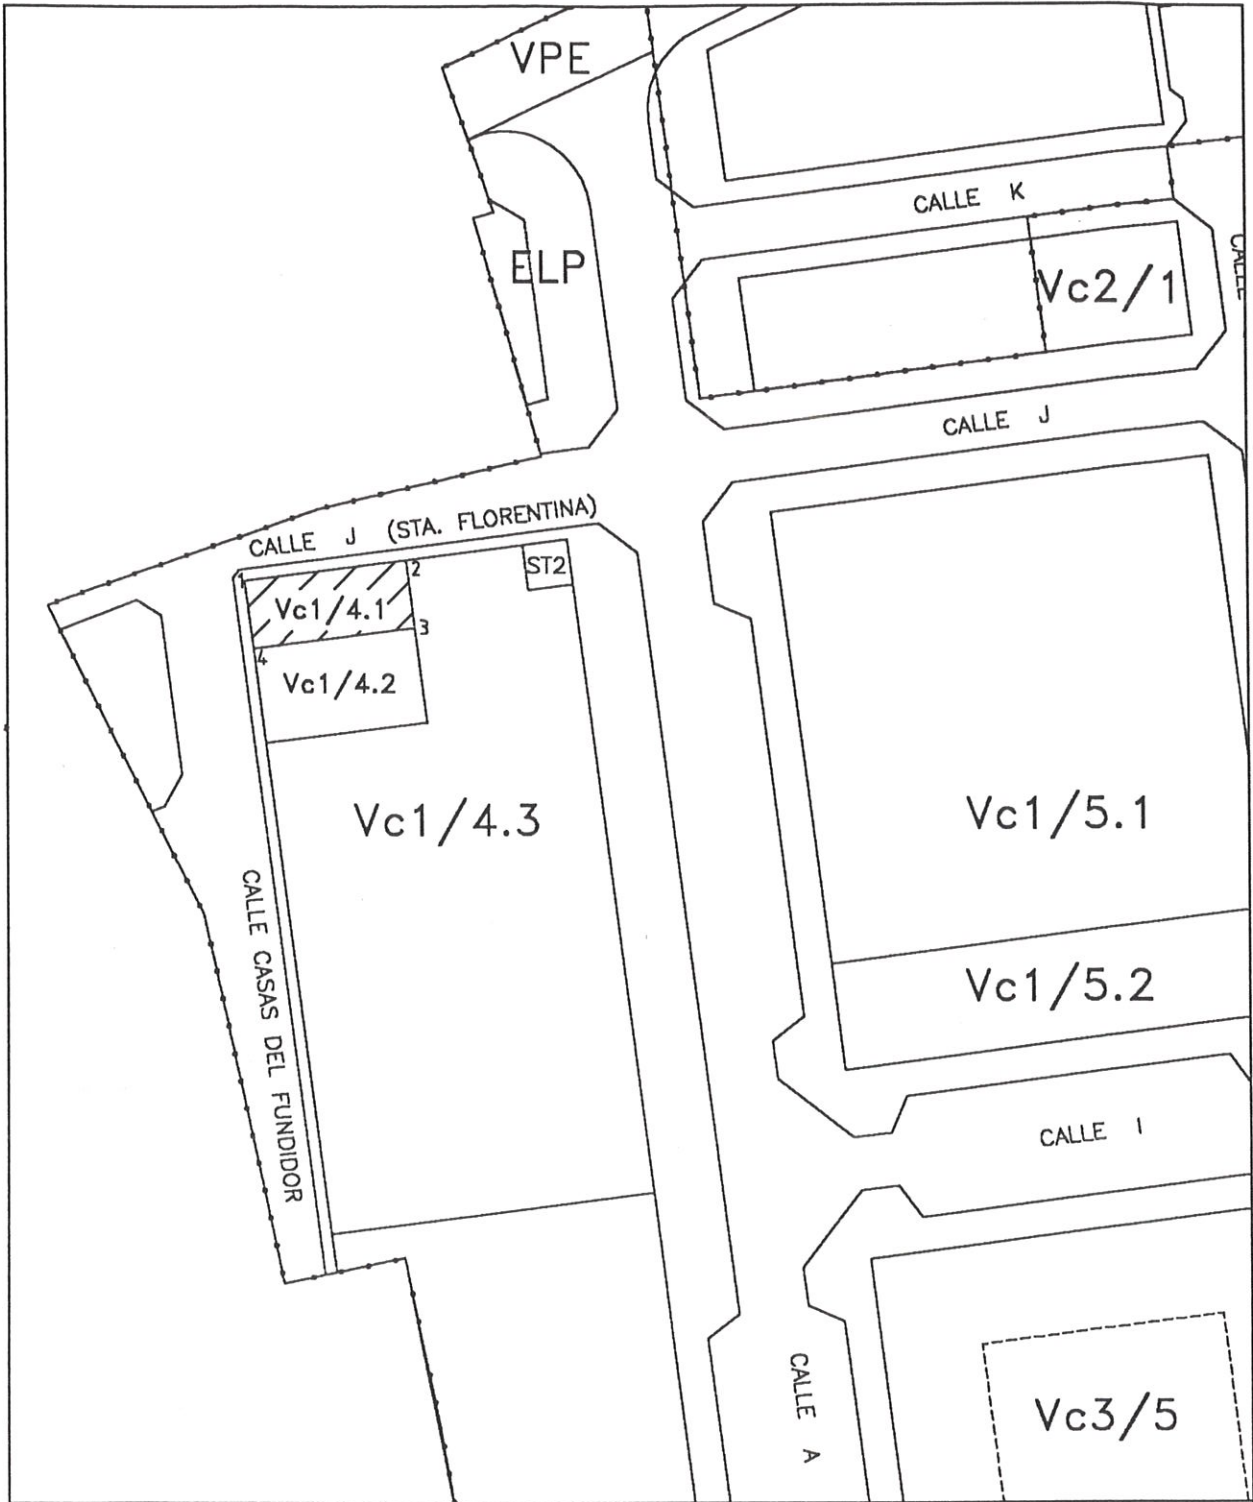 VPE
CALLE K
CALLE
ELP
Vc2/1
CALLE J
CALLE J (STA. FLORENTINA)
ST2
1
2
Vc1/4.1
3
4
Vc1/4.2
Vc1/4.3
Vc1/5.1
CALLE CASAS DEL FUNDIDOR
Vc1/5.2
CALLE I
CALLE A
Vc3/5